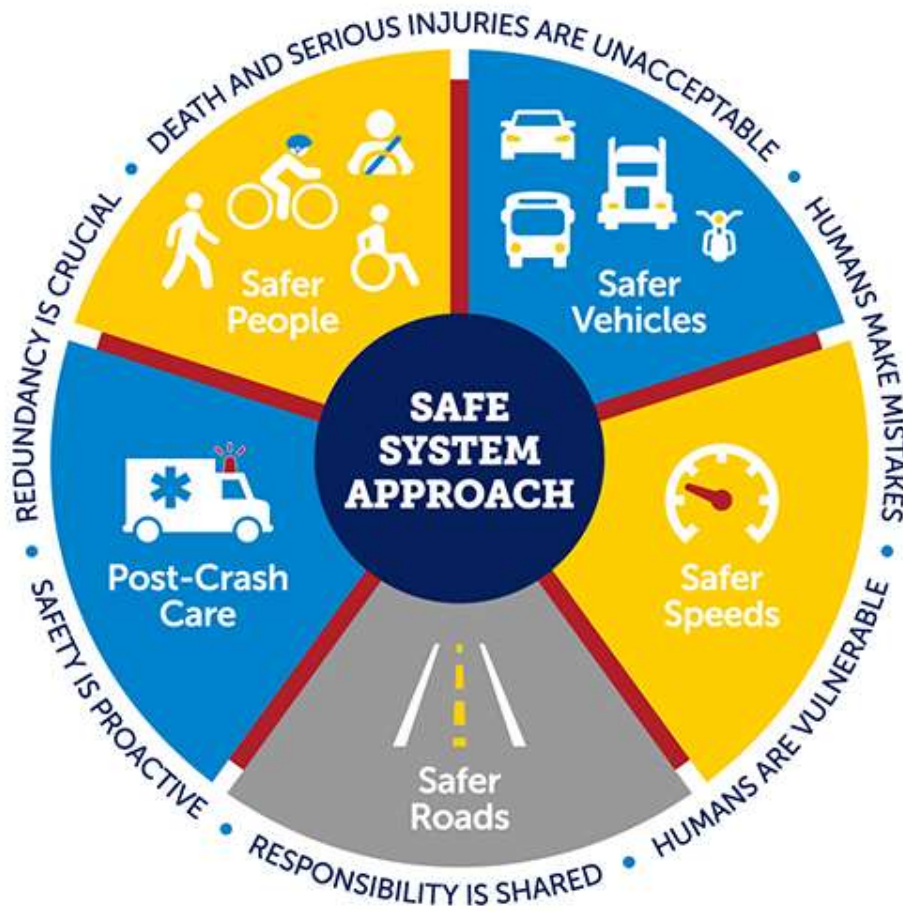 DEATH AND SERIOUS INJURIES ARE UNACCEPTABLE
HUMANS MAKE MISTAKES
HUMANS ARE VULNERABLE
RESPONSIBILITY IS SHARED
SAFETY IS PROACTIVE
REDUNDANCY IS CRUCIAL
Safer
People
Safer
Vehicles
SAFE
SYSTEM
APPROACH
Post-Crash
Care
Safer
Speeds
Safer
Roads